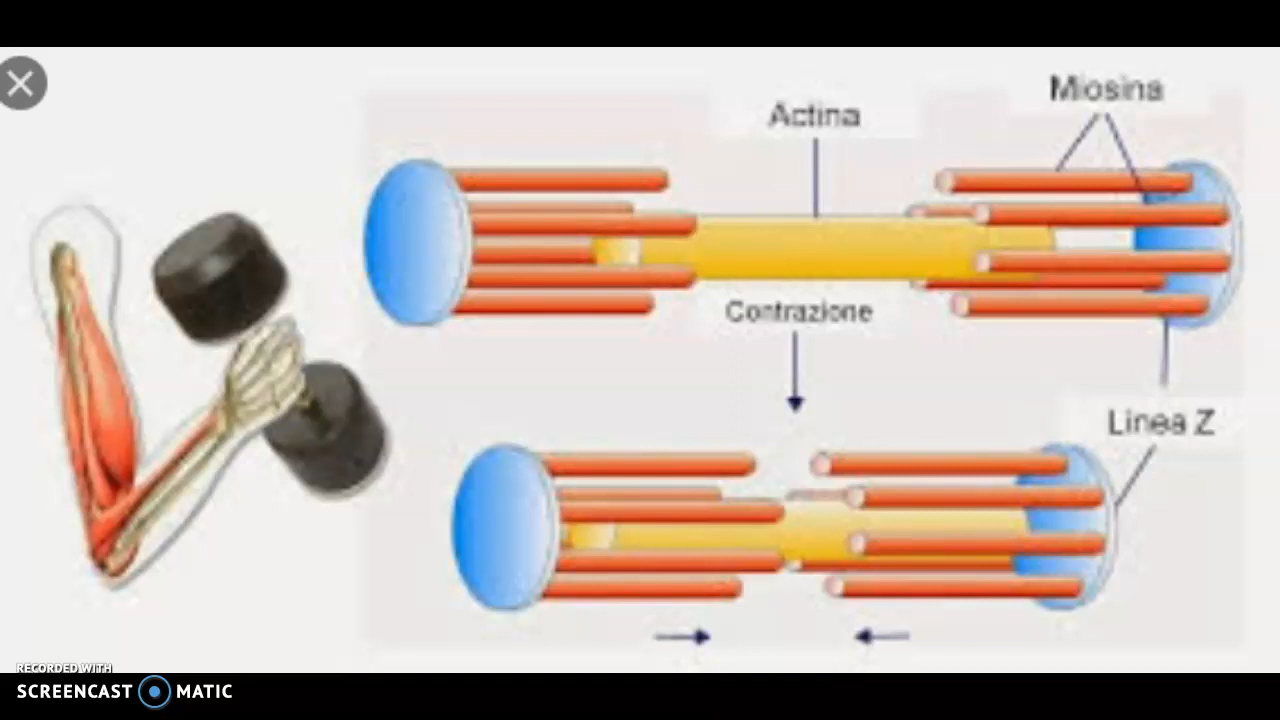 Miosina
Actina
Contrazione
Linea Z
RECORDED WITH
SCREENCAST MATIC